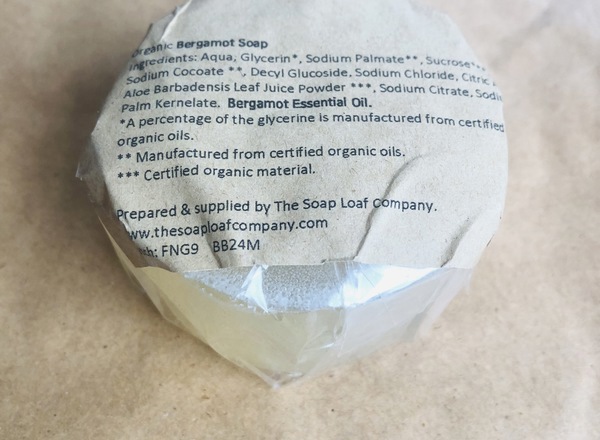 Organic Bergamot Soap
Ingredients: Aqua, Glycerin*, Sodium Palmate**, Sucrose**
Sodium Cocoate **, Decyl Glucoside, Sodium Chloride, Citric
Aloe Barbadensis Leaf Juice Powder ***, Sodium Citrate,
Palm Kernelate. Bergamot Essential Oil.
*A percentage of the glycerine is manufactured from certified
organic oils.
** Manufactured from certified organic oils.
*** Certified organic material.
Prepared & supplied by The Soap Loaf Company.
www.thesoaploafcompany.com
FNG9 BB24M